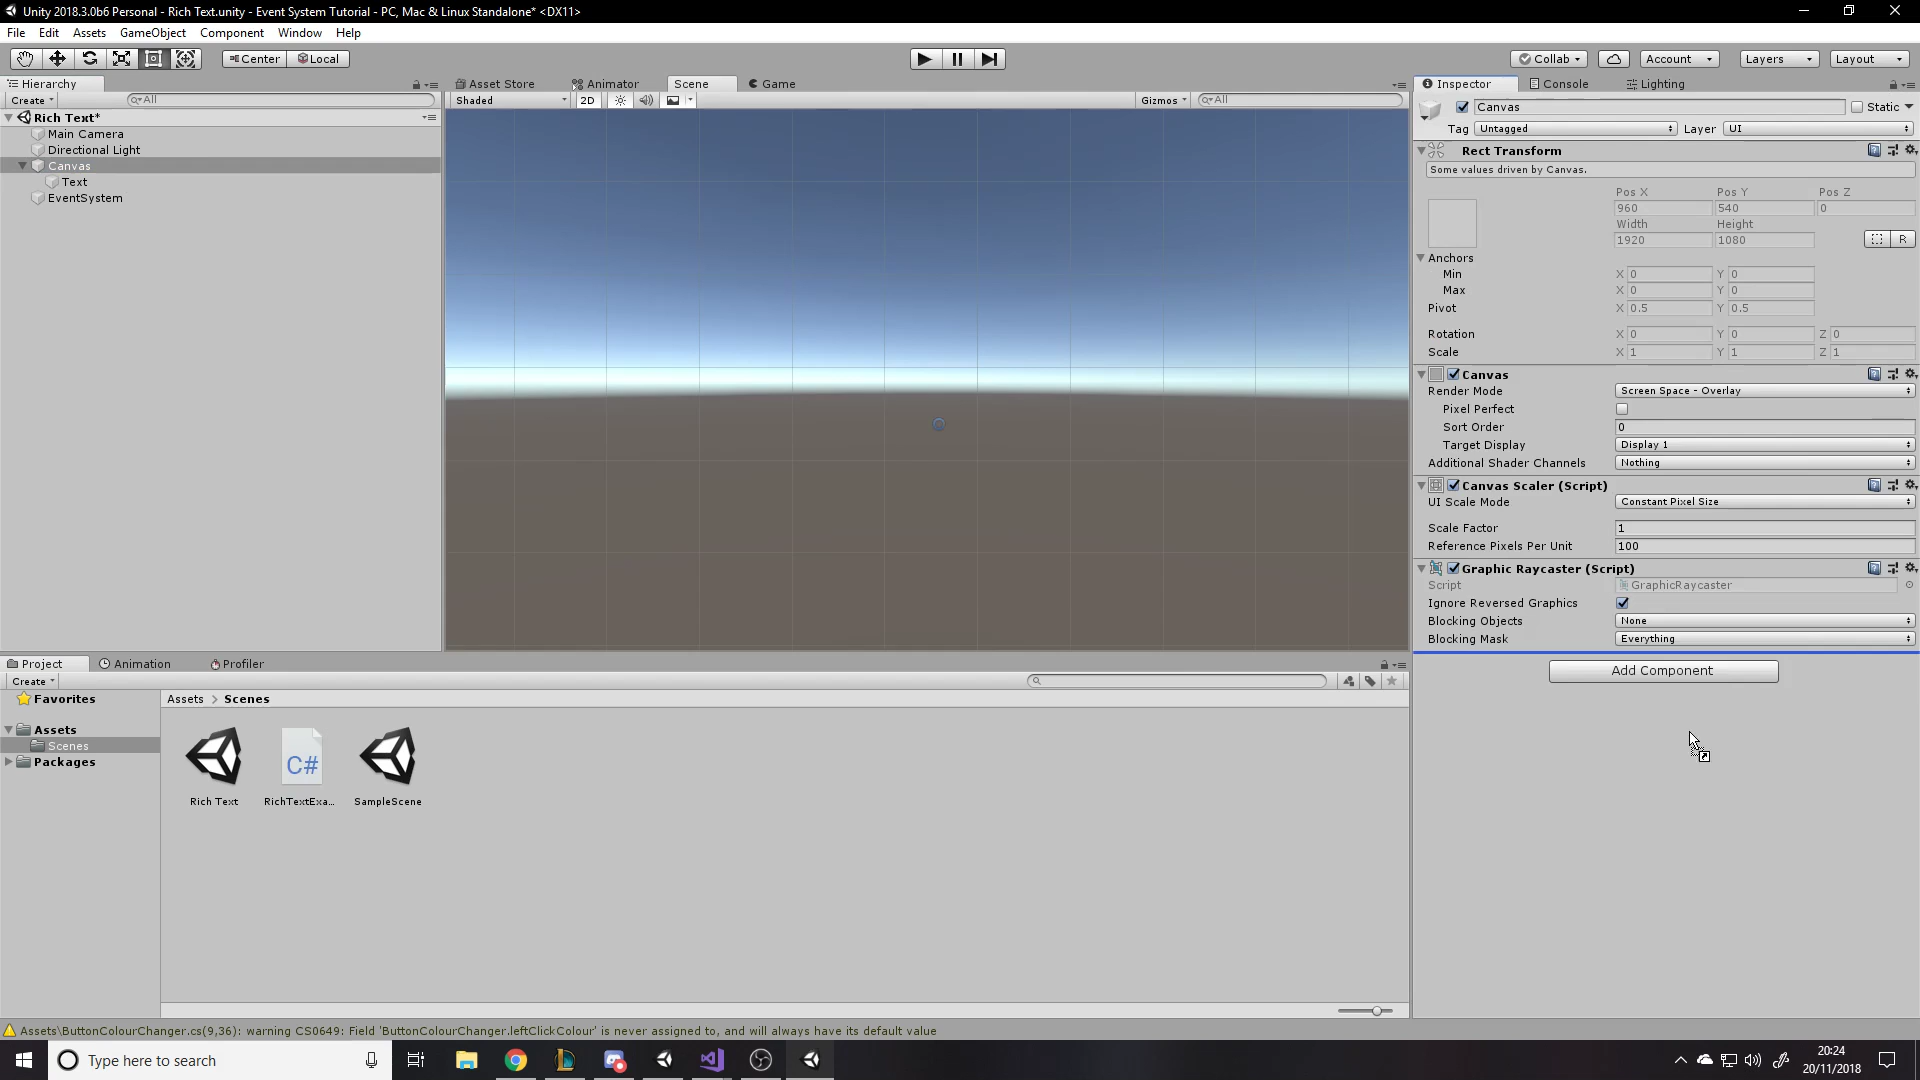 Unity 2018.3.0b6 Personal - Rich Text.unity - Event System Tutorial - PC, Mac & Linux Standalone* <DX11>
File Edit Assets GameObject Component Window Help
Center Local
Collab Account Layers Layout
Hierarchy
Create All
Rich Text*
Main Camera
Directional Light
Canvas
Text
EventSystem
Asset Store Animator Scene Game
Shaded 2D Gizmos All
Inspector Console Lighting
Canvas Static
Tag Untagged Layer UI
Rect Transform
Some values driven by Canvas.
Pos X Pos Y Pos Z
960 540 0
Width Height
1920 1080 R
Anchors
Min X 0 Y 0
Max X 0 Y 0
Pivot X 0.5 Y 0.5
Rotation X 0 Y 0 Z 0
Scale X 1 Y 1 Z 1
Canvas
Render Mode Screen Space - Overlay
Pixel Perfect
Sort Order 0
Target Display Display 1
Additional Shader Channels Nothing
Canvas Scaler (Script)
UI Scale Mode Constant Pixel Size
Scale Factor 1
Reference Pixels Per Unit 100
Graphic Raycaster (Script)
Script GraphicRaycaster
Ignore Reversed Graphics
Blocking Objects None
Blocking Mask Everything
Add Component
Project Animation Profiler
Create
Favorites
Assets
Scenes
Packages
Assets > Scenes
C#
Rich Text RichTextExa... SampleScene
Assets\ButtonColourChanger.cs(9,36): warning CS0649: Field 'ButtonColourChanger.leftClickColour' is never assigned to, and will always have its default value
Type here to search
20:24
20/11/2018